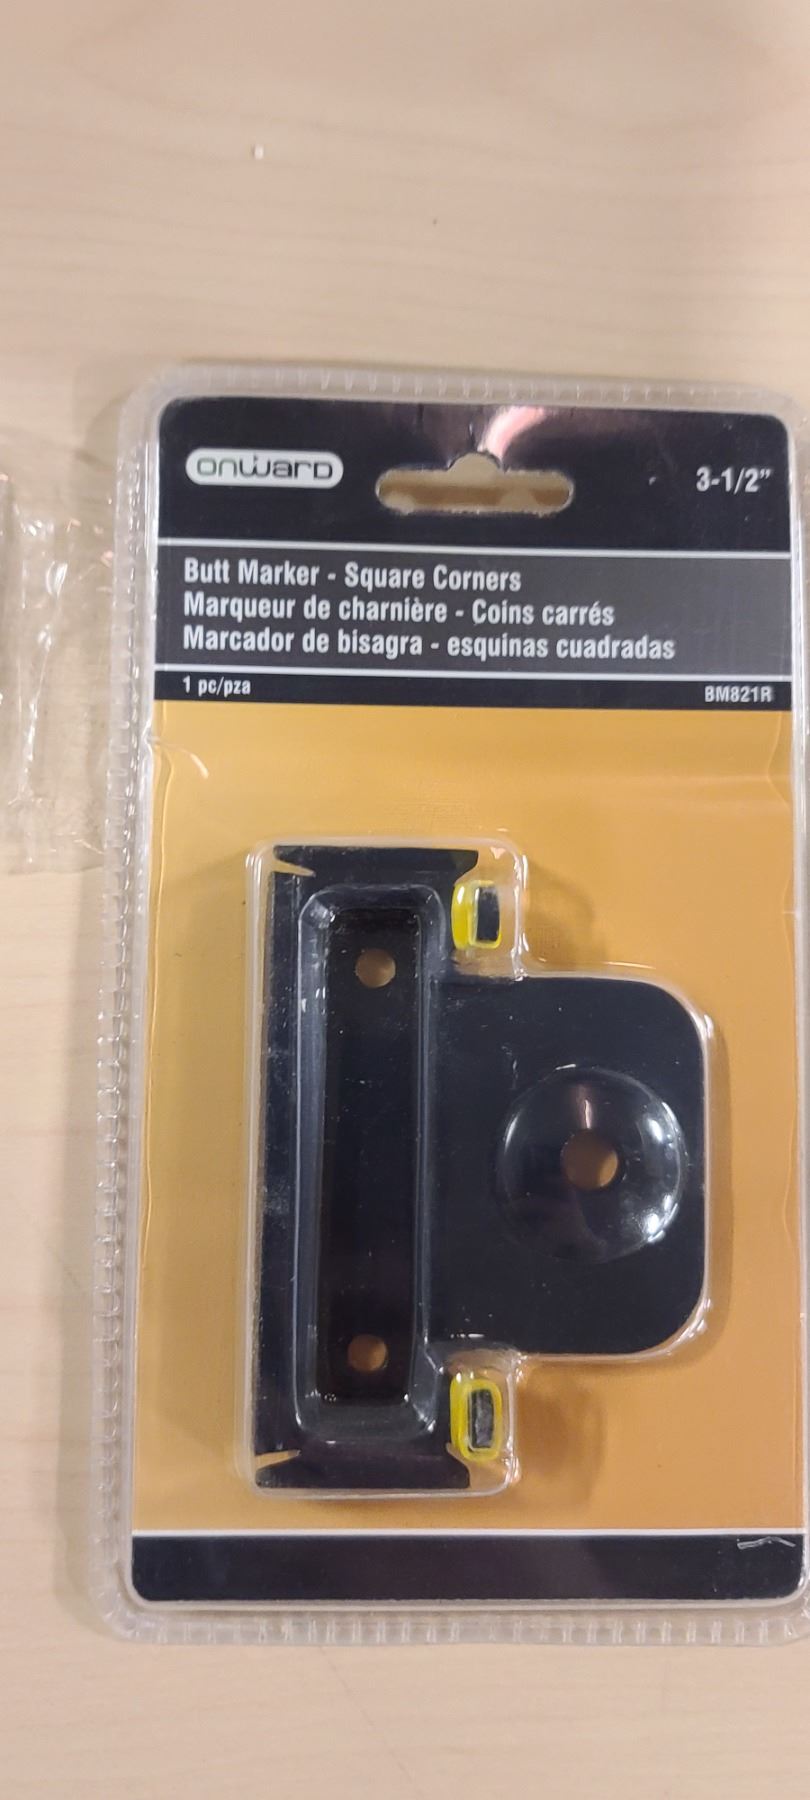 onward
3-1/2"
Butt Marker - Square Corners
Marqueur de charnière - Coins carrés
Marcador de bisagra - esquinas cuadradas
1 pc/pza
BM821R